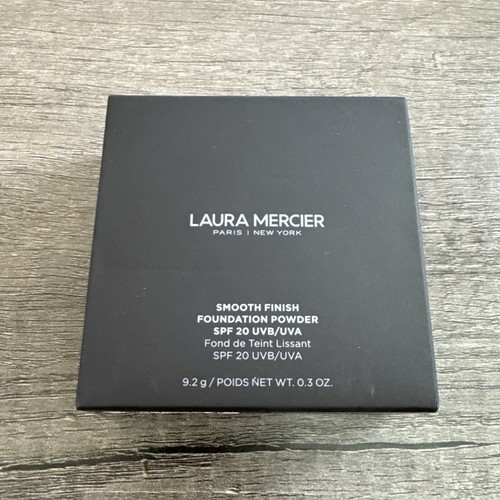 LAURA MERCIER
PARIS | NEW YORK
SMOOTH FINISH
FOUNDATION POWDER
SPF 20 UVB/UVA
Fond de Teint Lissant
SPF 20 UVB/UVA
9.2 g / POIDS NET WT. 0.3 OZ.